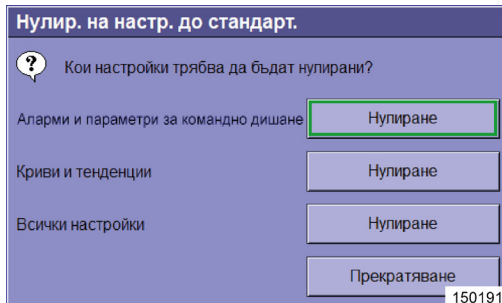 Нулир. на настр. до стандарт.
? Кои настройки трябва да бъдат нулирани?
Аларми и параметри за командно дишане Нулиране
Криви и тенденции Нулиране
Всички настройки Нулиране
Прекратяване
150191